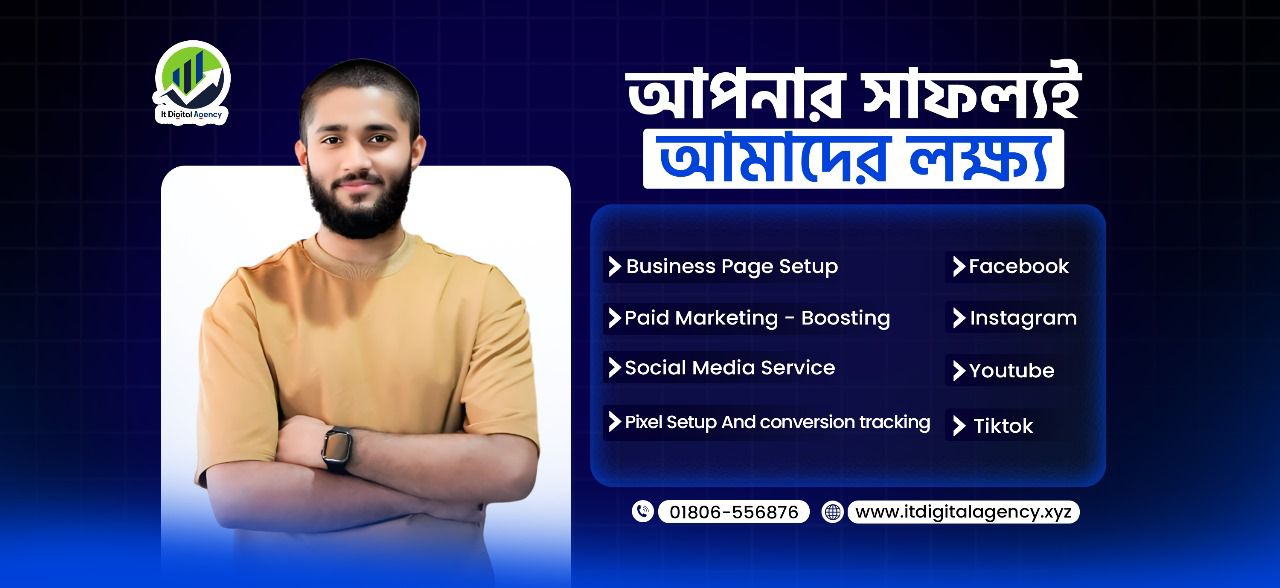 It Digital Agency
আপনার সাফল্যই
আমাদের লক্ষ্য
Business Page Setup
Paid Marketing - Boosting
Social Media Service
Pixel Setup And conversion tracking
Facebook
Instagram
Youtube
Tiktok
01806-556876
www.itdigitalagency.xyz